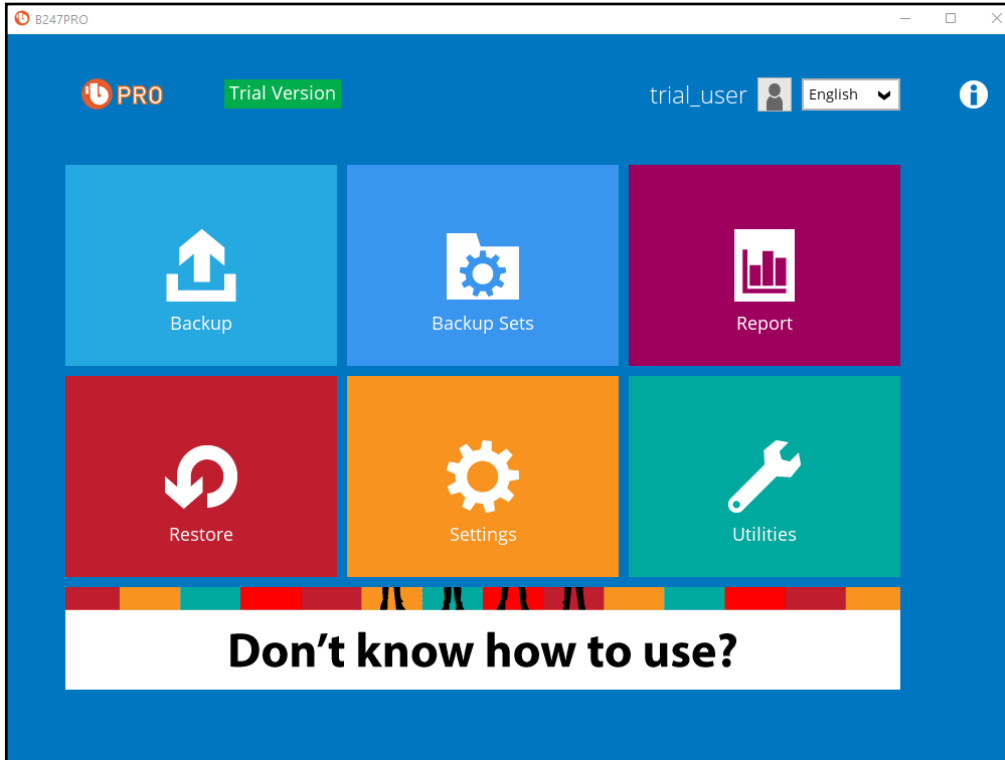 B247PRO
PRO
Trial Version
trial_user
English
Backup
Backup Sets
Report
Restore
Settings
Utilities
Don’t know how to use?